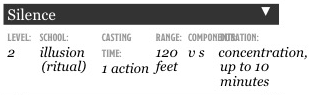 Silence ▼
LEVEL: SCHOOL: CASTING TIME: RANGE: COMPONENTS: DURATION:
2 illusion (ritual) 1 action 120 feet v s concentration, up to 10 minutes